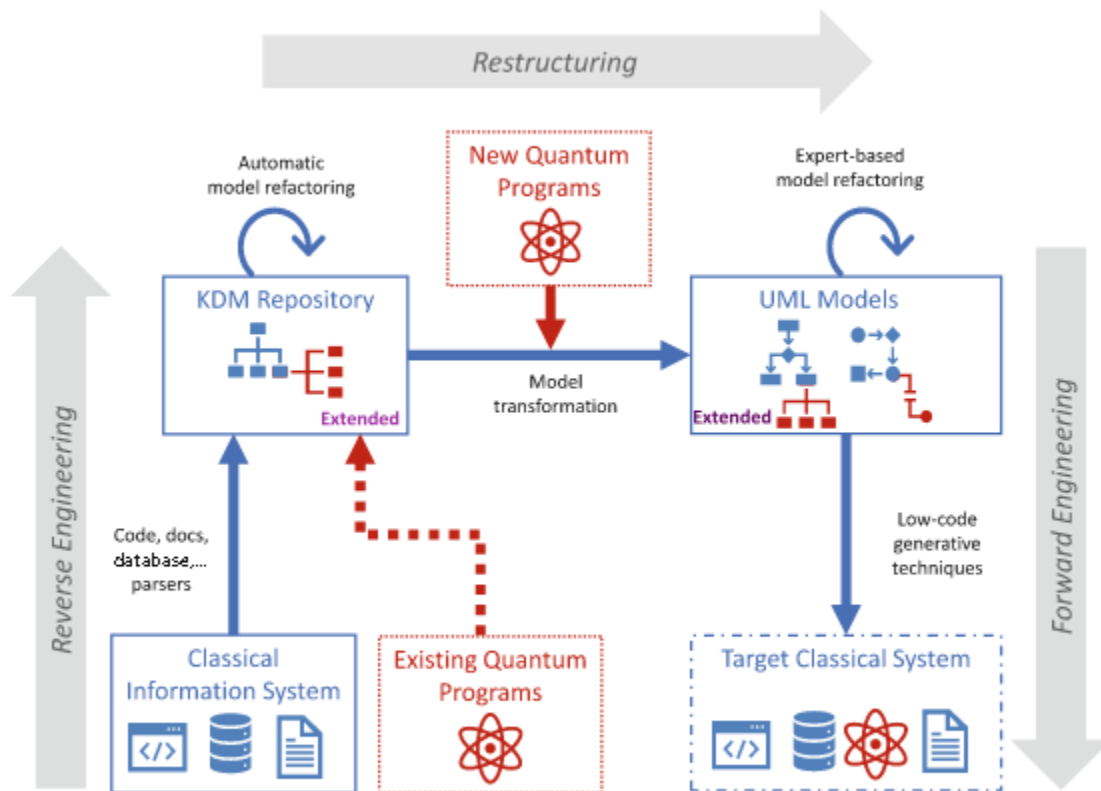 Restructuring
Automatic
model refactoring
New Quantum
Programs
Expert-based
model refactoring
KDM Repository
Extended
Model
transformation
UML Models
Extended
Reverse Engineering
Forward Engineering
Code, docs,
database,...
parsers
Low-code
generative
techniques
Classical
Information System
</>
Existing Quantum
Programs
Target Classical System
</>